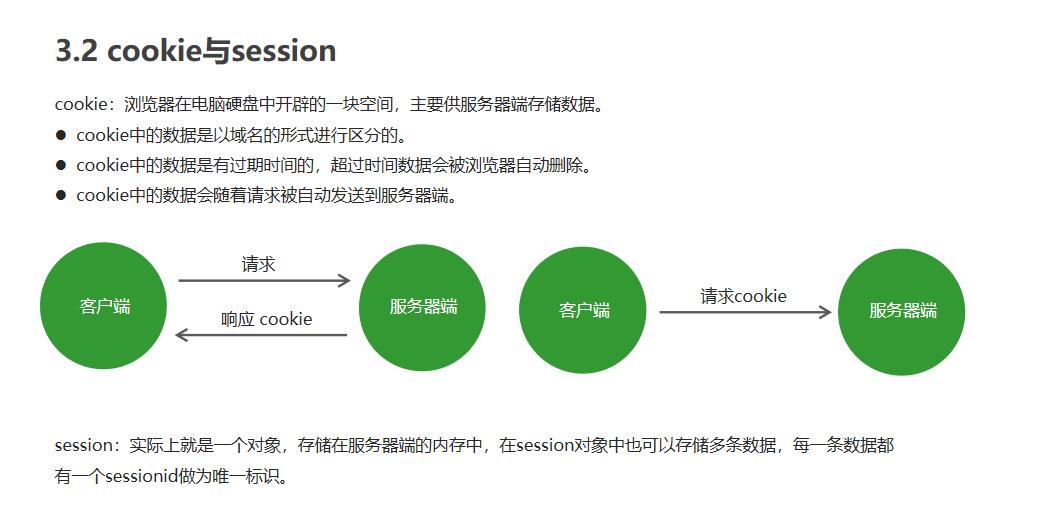 3.2 cookie与session
cookie：浏览器在电脑硬盘中开辟的一块空间，主要供服务器端存储数据。
● cookie中的数据是以域名的形式进行区分的。
● cookie中的数据是有过期时间的，超过时间数据会被浏览器自动删除。
● cookie中的数据会随着请求被自动发送到服务器端。
客户端
请求
响应 cookie
服务器端
客户端
请求cookie
服务器端
session：实际上就是一个对象，存储在服务器端的内存中，在session对象中也可以存储多条数据，每一条数据都
有一个sessionid做为唯一标识。